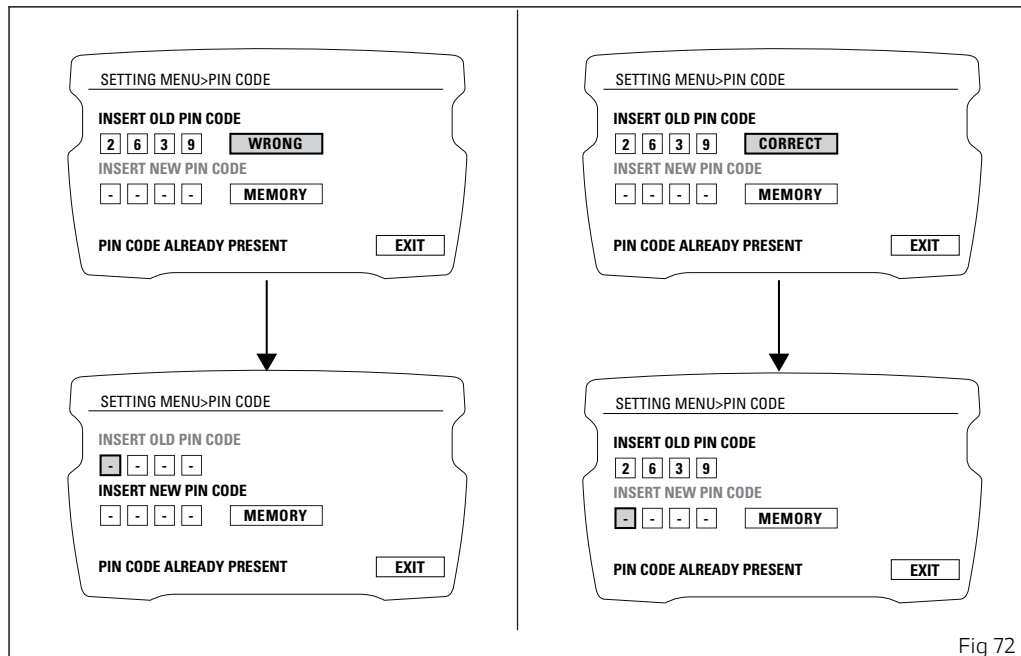 SETTING MENU>PIN CODE
INSERT OLD PIN CODE
2 6 3 9 WRONG
INSERT NEW PIN CODE
- - - - MEMORY
PIN CODE ALREADY PRESENT EXIT
SETTING MENU>PIN CODE
INSERT OLD PIN CODE
- - - -
INSERT NEW PIN CODE
- - - - MEMORY
PIN CODE ALREADY PRESENT EXIT
SETTING MENU>PIN CODE
INSERT OLD PIN CODE
2 6 3 9 CORRECT
INSERT NEW PIN CODE
- - - - MEMORY
PIN CODE ALREADY PRESENT EXIT
SETTING MENU>PIN CODE
INSERT OLD PIN CODE
2 6 3 9
INSERT NEW PIN CODE
- - - - MEMORY
PIN CODE ALREADY PRESENT EXIT
Fig 72